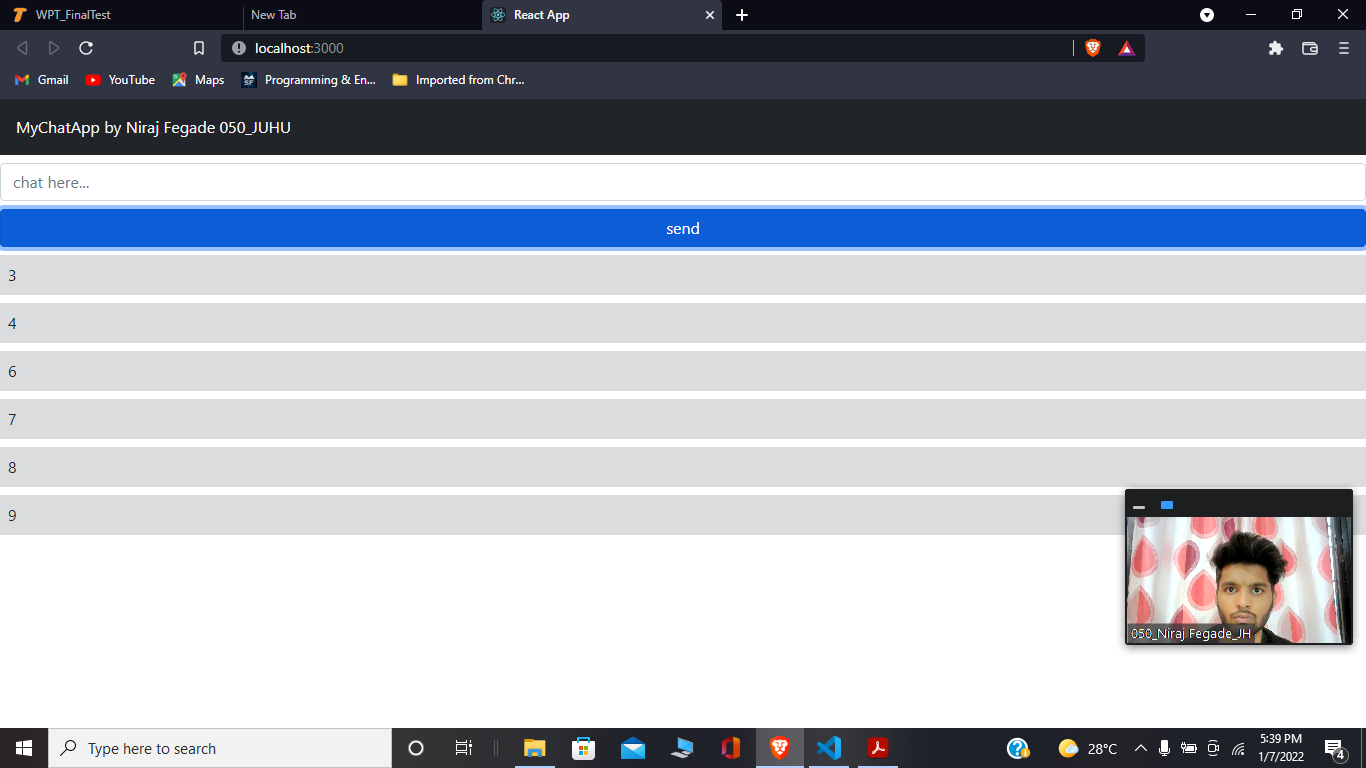 WPT_FinalTest
New Tab
React App
localhost:3000
Gmail
YouTube
Maps
Programming & En...
Imported from Chr...
MyChatApp by Niraj Fegade 050_JUHU
chat here...
send
3
4
6
7
8
9
050_Niraj Fegade_JH
Type here to search
28°C
5:39 PM
1/7/2022
4